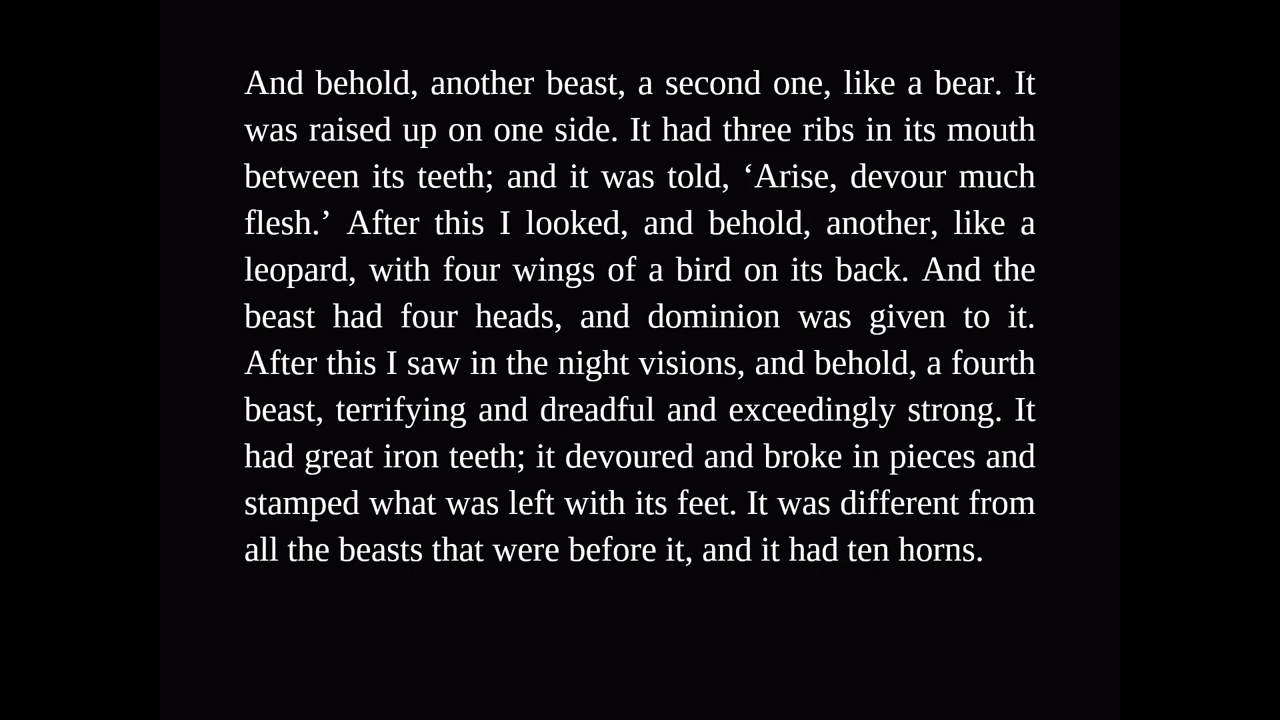 And behold, another beast, a second one, like a bear. It
was raised up on one side. It had three ribs in its mouth
between its teeth; and it was told, ‘Arise, devour much
flesh.’ After this I looked, and behold, another, like a
leopard, with four wings of a bird on its back. And the
beast had four heads, and dominion was given to it.
After this I saw in the night visions, and behold, a fourth
beast, terrifying and dreadful and exceedingly strong. It
had great iron teeth; it devoured and broke in pieces and
stamped what was left with its feet. It was different from
all the beasts that were before it, and it had ten horns.